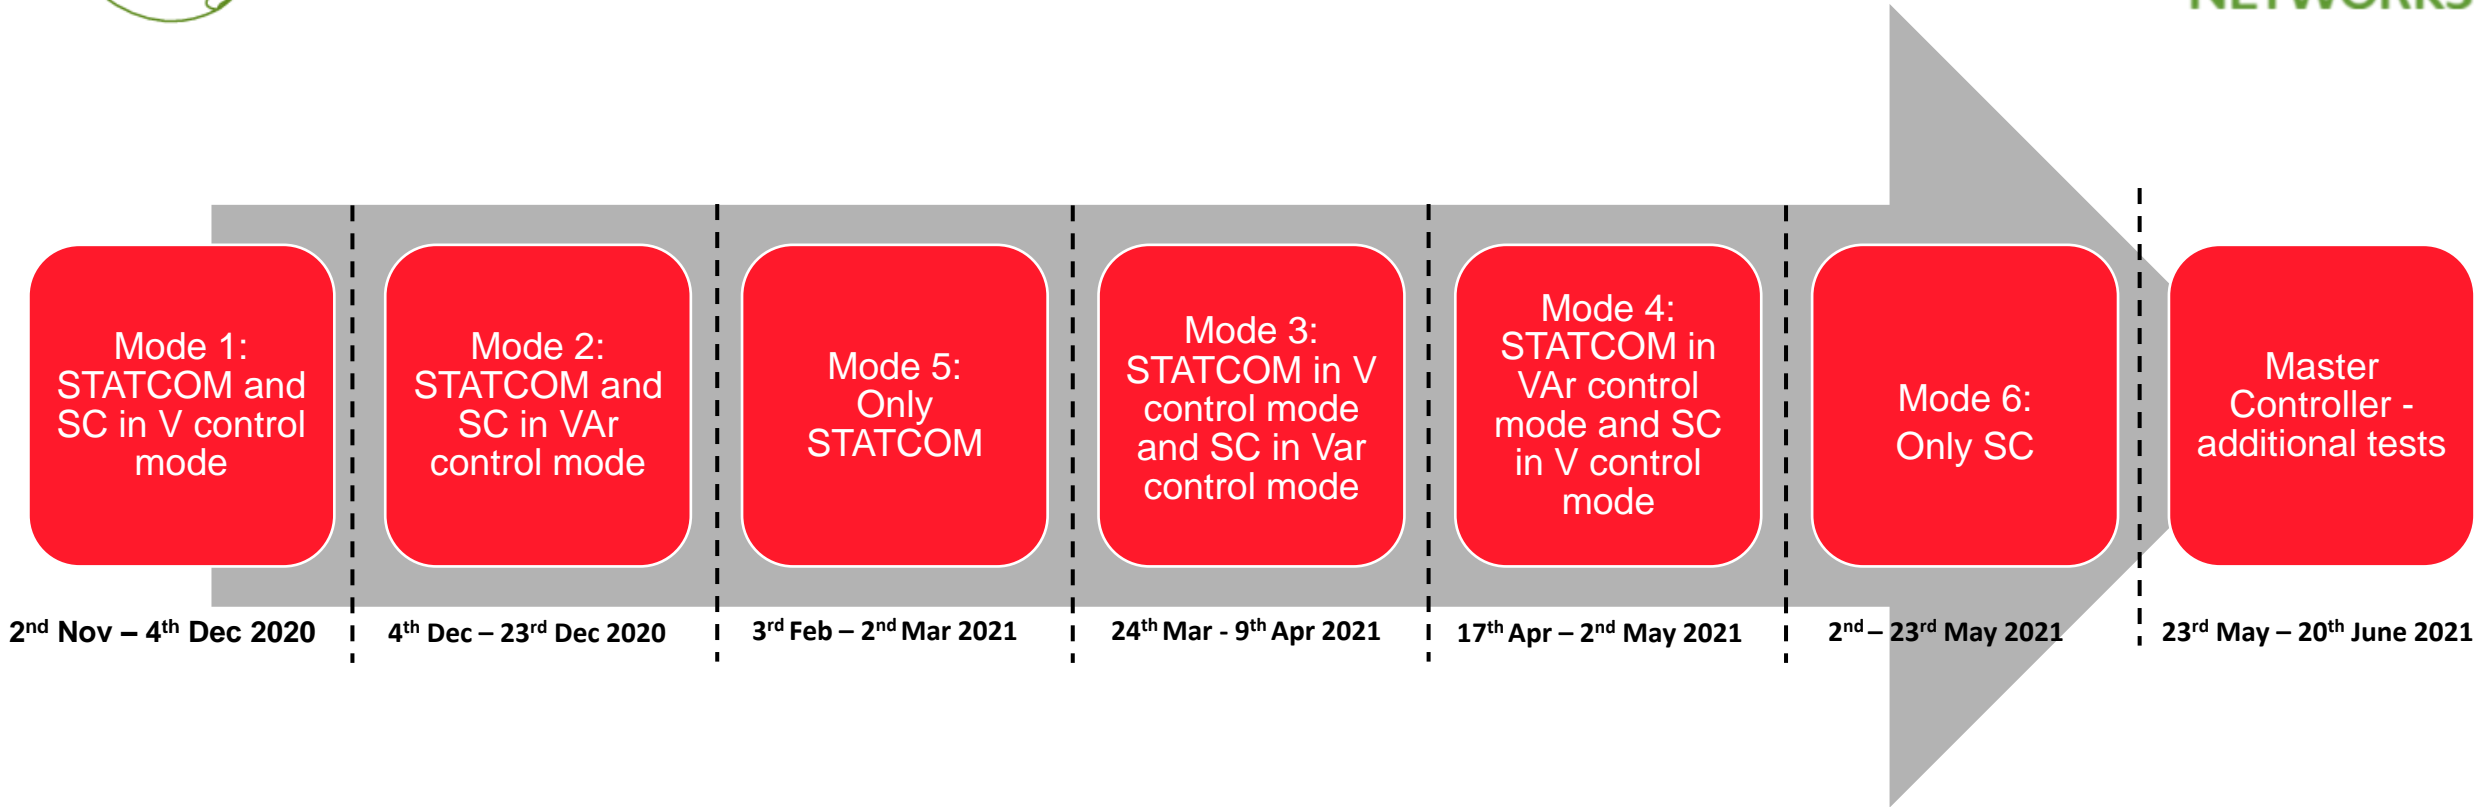 NETWORKS
Mode 1:
STATCOM and
SC in V control
mode
Mode 2:
STATCOM and
SC in VAr
control mode
Mode 5:
Only
STATCOM
Mode 3:
STATCOM in V
control mode
and SC in Var
control mode
Mode 4:
STATCOM in
VAr control
mode and SC
in V control
mode
Mode 6:
Only SC
Master
Controller -
additional tests
2nd Nov – 4th Dec 2020
4th Dec – 23rd Dec 2020
3rd Feb – 2nd Mar 2021
24th Mar - 9th Apr 2021
17th Apr – 2nd May 2021
2nd – 23rd May 2021
23rd May – 20th June 2021